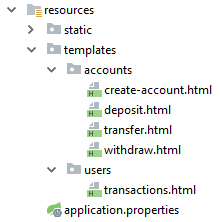 resources
static
templates
accounts
create-account.html
deposit.html
transfer.html
withdraw.html
users
transactions.html
application.properties